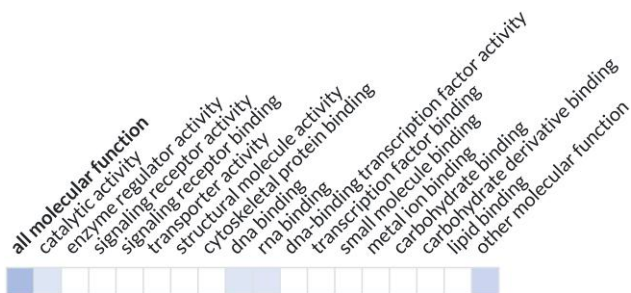 all molecular function
catalytic activity
enzyme regulator activity
signaling receptor activity
signaling receptor binding
transporter activity
structural molecule activity
cytoskeletal protein binding
dna binding
rna binding
dna-binding transcription factor activity
transcription factor binding
small molecule binding
metal ion binding
carbohydrate binding
carbohydrate derivative binding
lipid binding
other molecular function